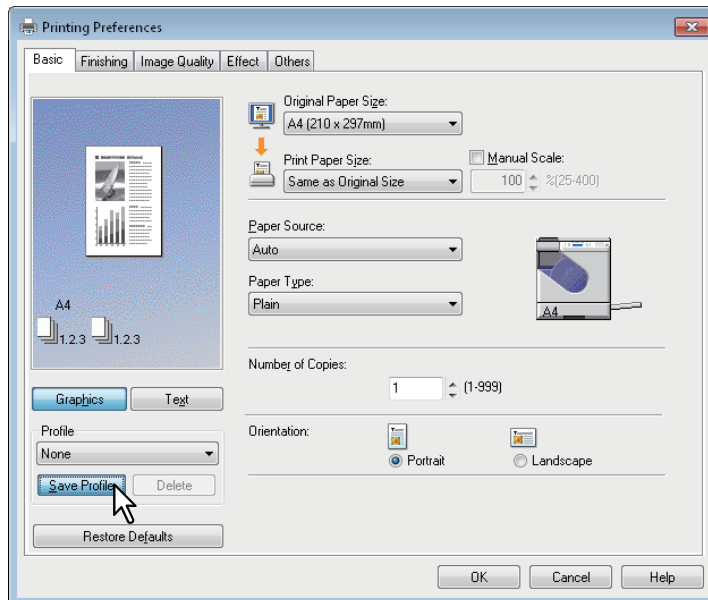 Printing Preferences
Basic Finishing Image Quality Effect Others
A4
1.2.3 1.2.3
Graphics Text
Profile
None
Save Profile Delete
Restore Defaults
Original Paper Size:
A4 (210 x 297mm)
Print Paper Size:
Same as Original Size
Manual Scale:
100 %(25-400)
Paper Source:
Auto
Paper Type:
Plain
A4
Number of Copies:
1 (1-999)
Orientation:
Portrait Landscape
OK Cancel Help